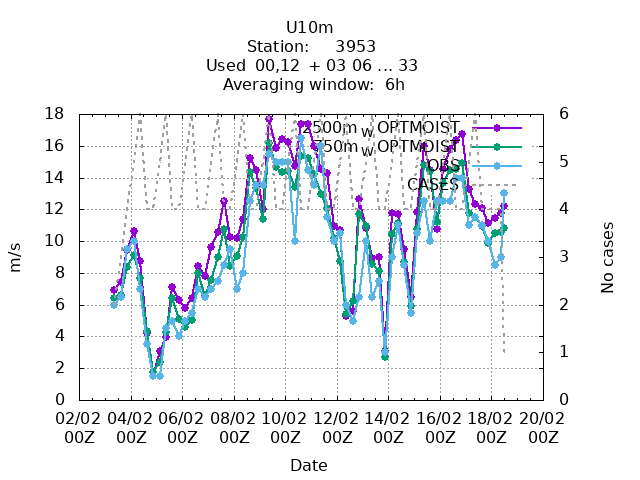 U10m
Station: 3953
Used 00,12 + 03 06 ... 33
Averaging window: 6h
2500m_W_OPTMOIST
OBS
CASES
18
16
14
12
10
8
6
4
2
0
m/s
6
5
4
3
2
1
0
No cases
02/02 04/02 06/02 08/02 10/02 12/02 14/02 16/02 18/02 20/02
00Z 00Z 00Z 00Z 00Z 00Z 00Z 00Z 00Z 00Z
Date